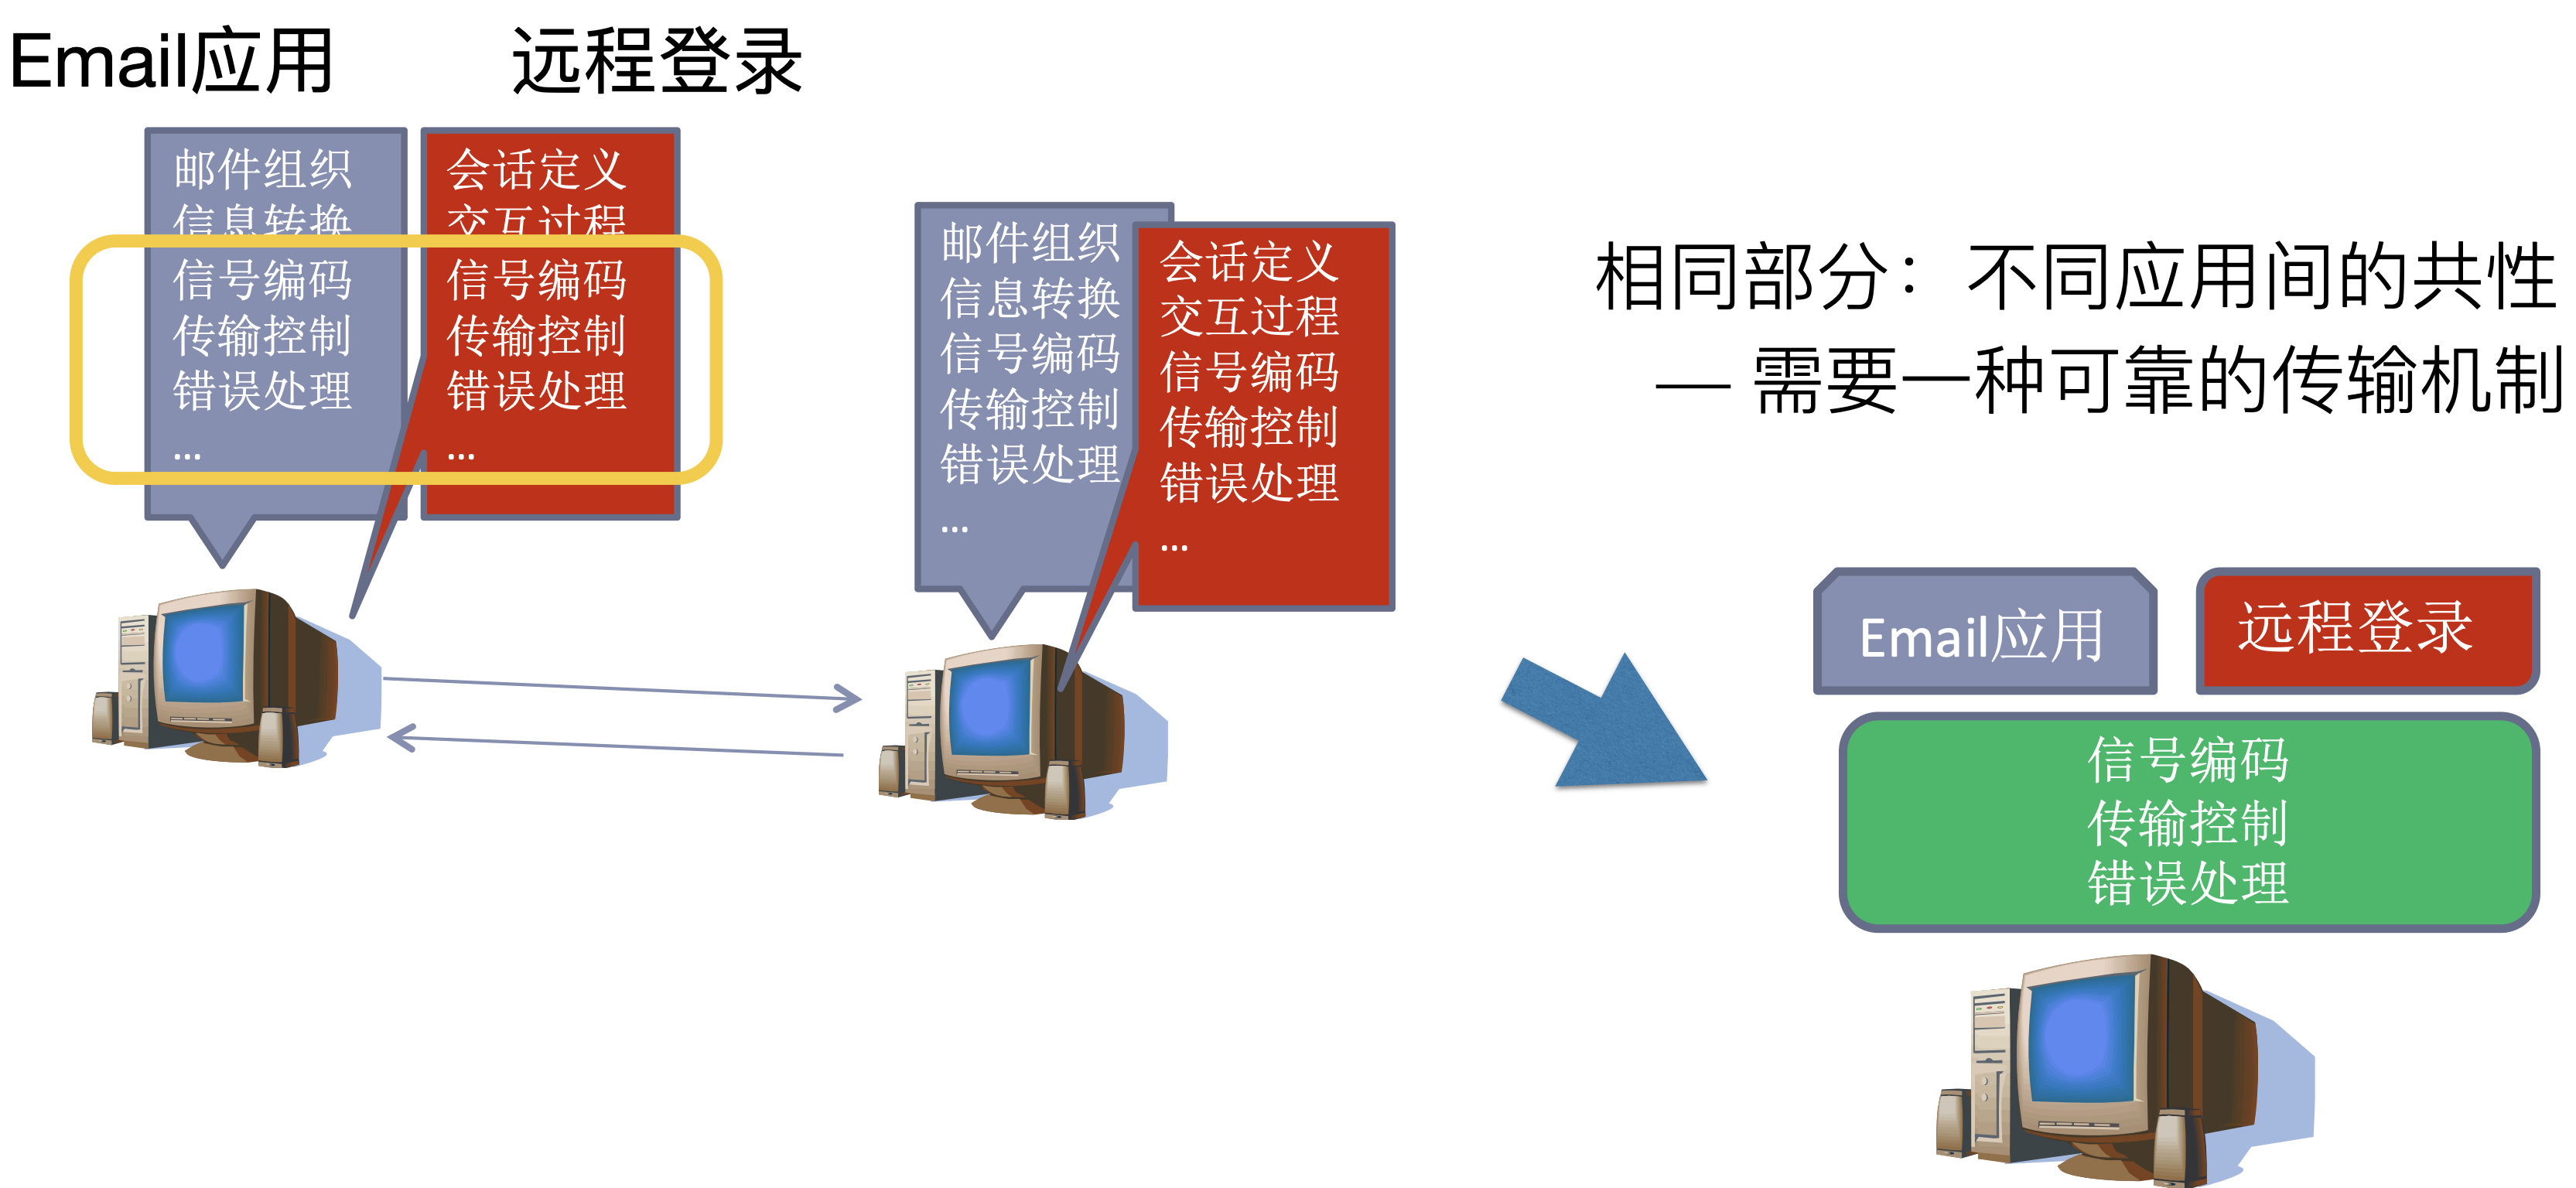 Email应用
远程登录
邮件组织
信息转换
信号编码
传输控制
错误处理
...
会话定义
交互过程
信号编码
传输控制
错误处理
...
邮件组织
信息转换
信号编码
传输控制
错误处理
...
会话定义
交互过程
信号编码
传输控制
错误处理
...
相同部分：不同应用间的共性
— 需要一种可靠的传输机制
Email应用
远程登录
信号编码
传输控制
错误处理